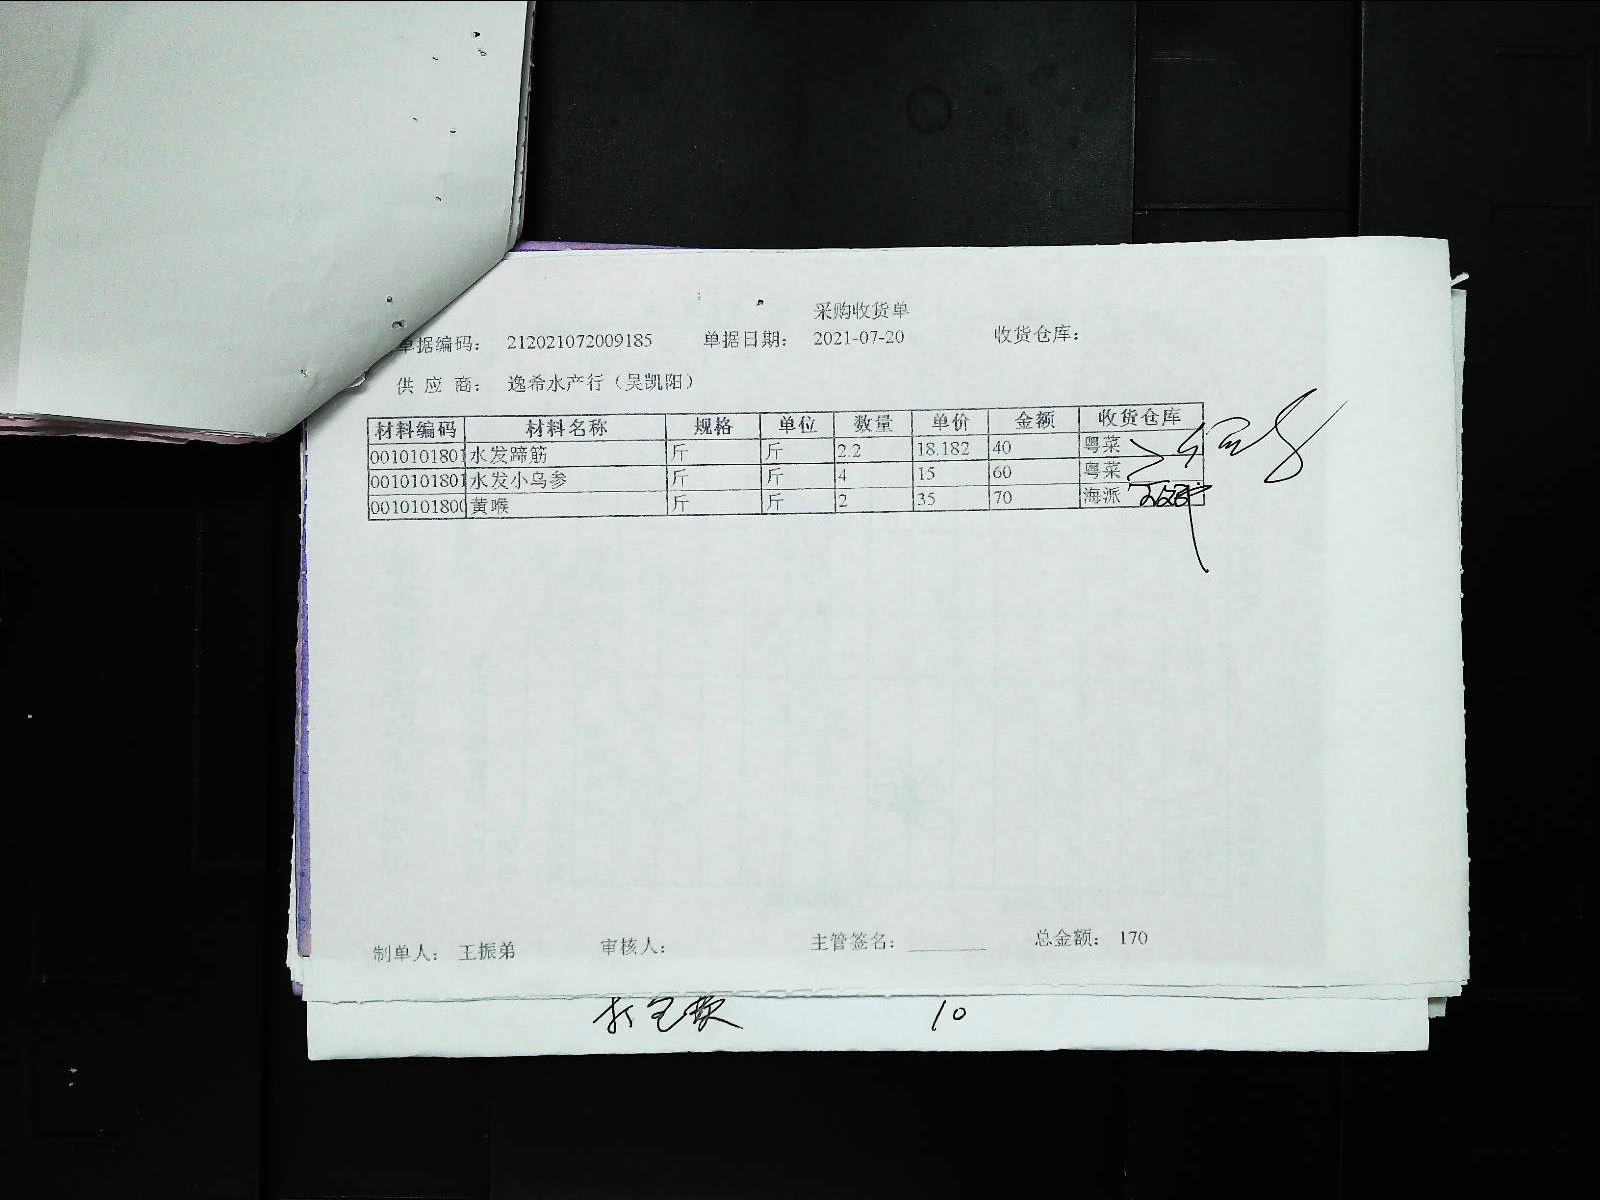 采购收货单
单据编码： 212021072009185 单据日期： 2021-07-20 收货仓库：
供 应 商： 逸希水产行（吴凯阳）
材料编码 材料名称 规格 单位 数量 单价 金额 收货仓库
0010101801 水发蹄筋 斤 斤 2.2 18.182 40 粤菜
0010101801 水发小乌参 斤 斤 4 15 60 粤菜
0010101800 黄喉 斤 斤 2 35 70 海派
制单人： 王振弟 审核人： 主管签名： 总金额： 170
10